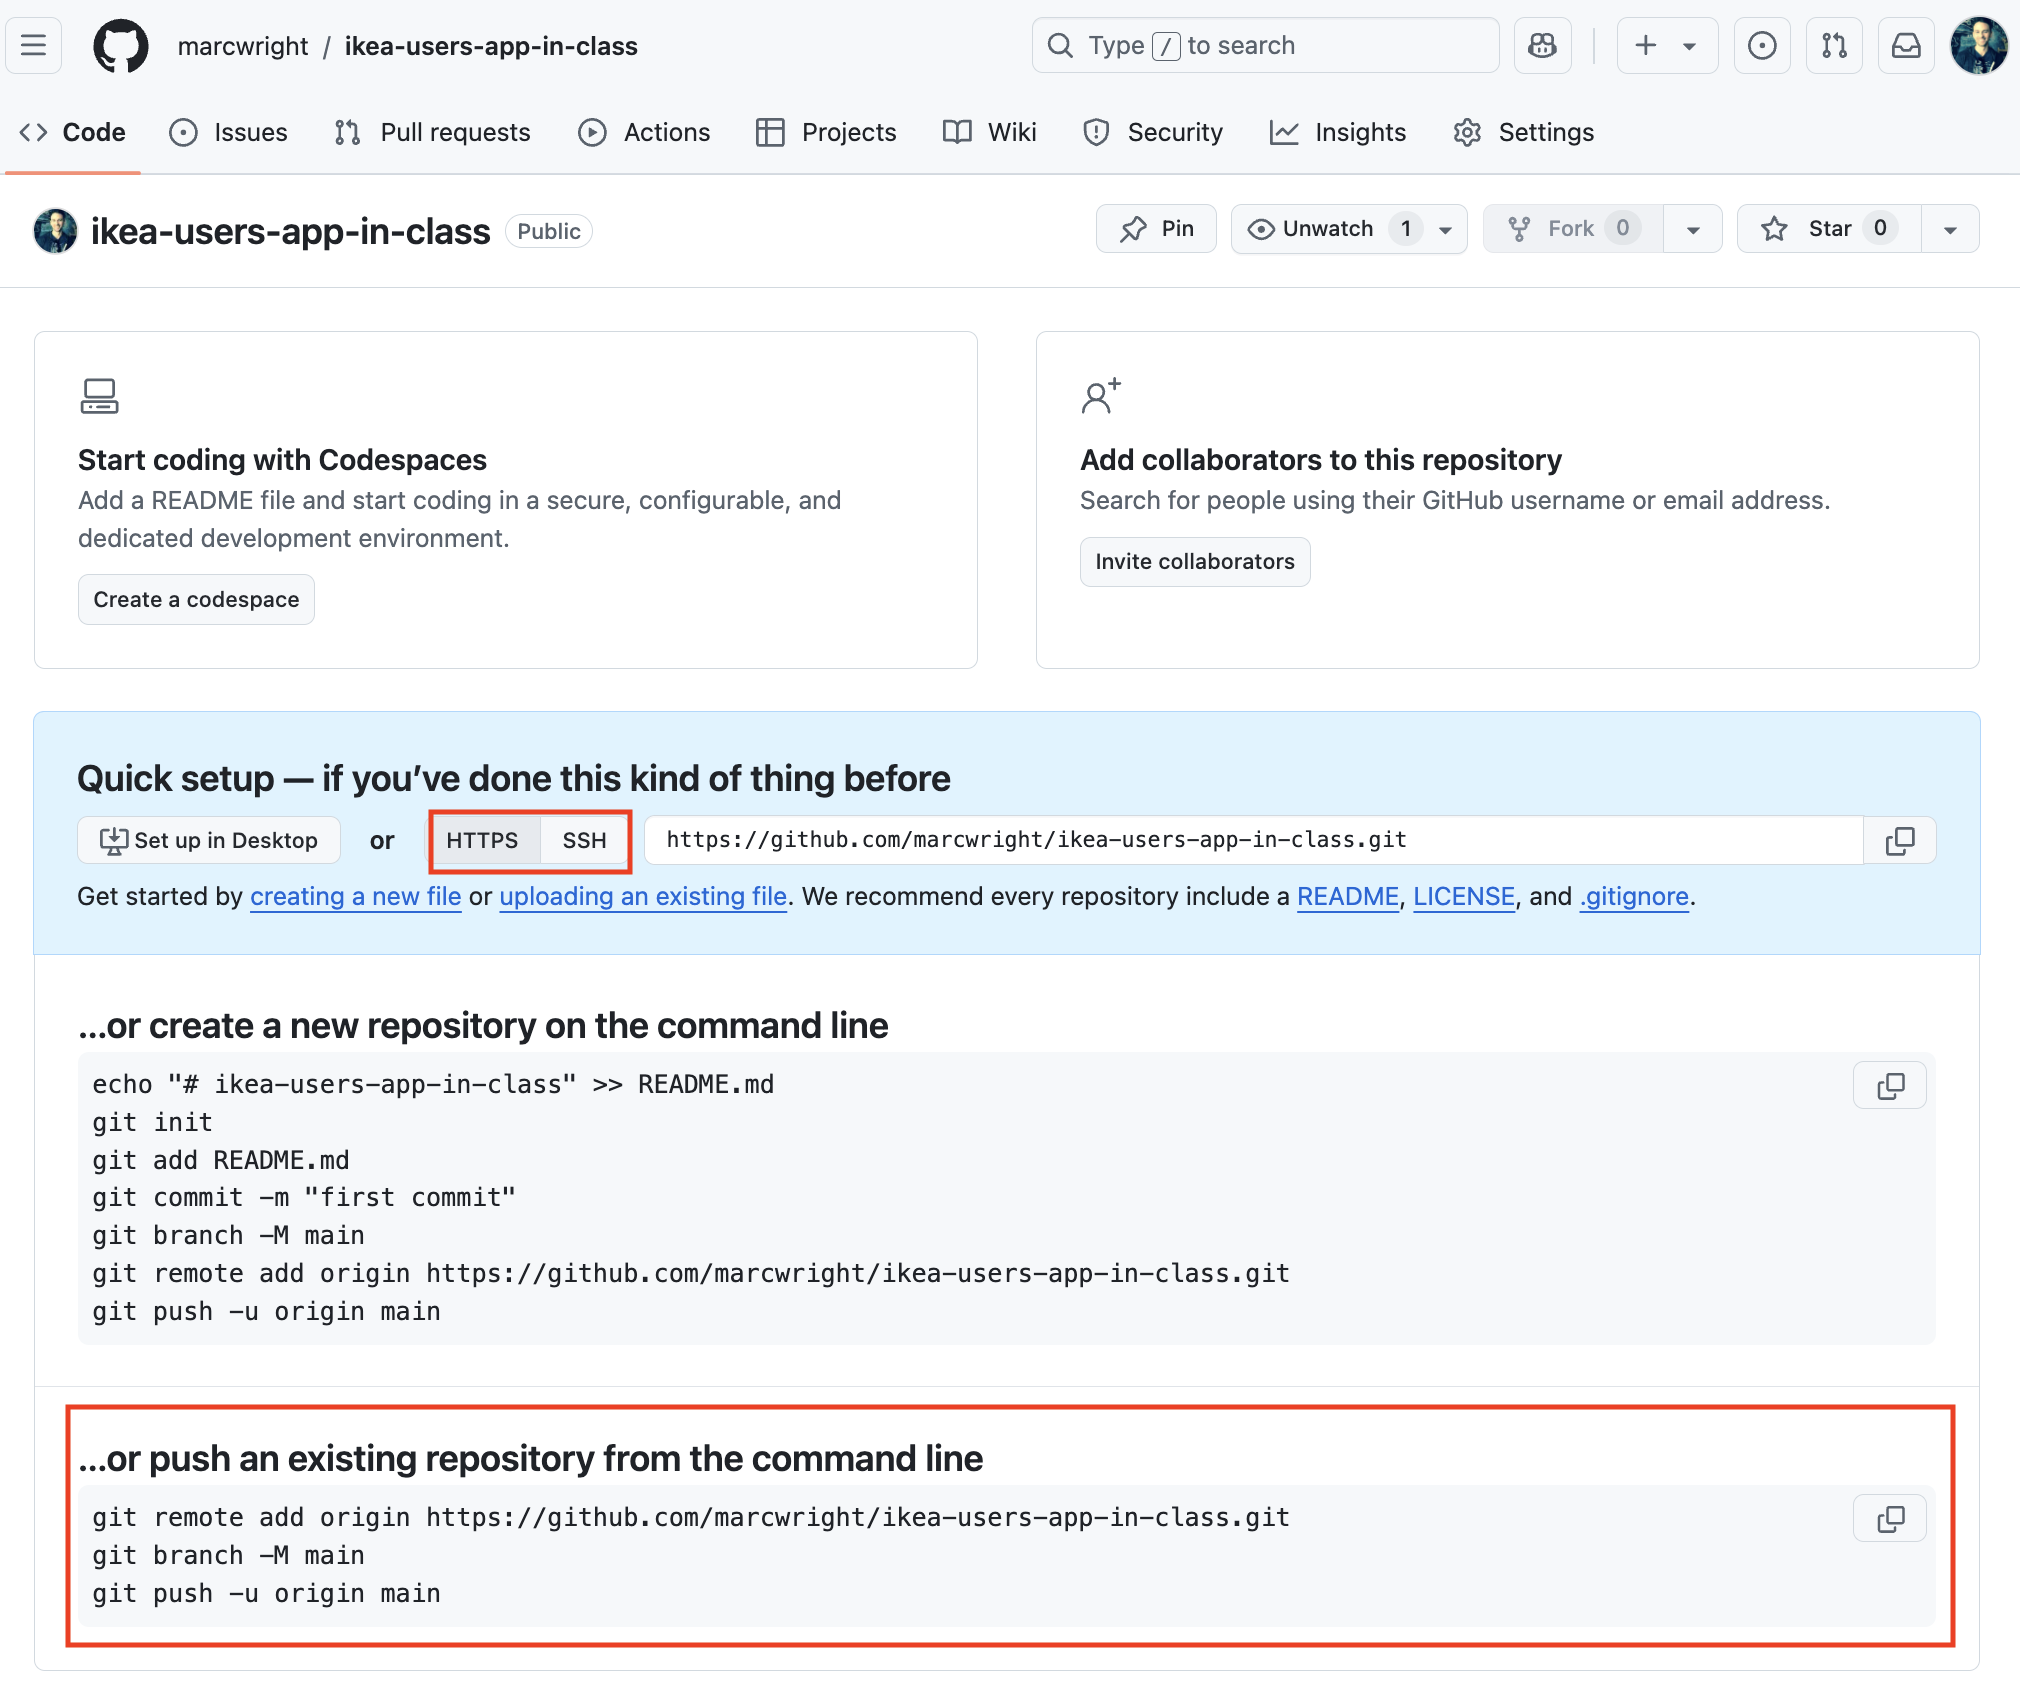 marcwright / ikea-users-app-in-class
Type / to search
Code Issues Pull requests Actions Projects Wiki Security Insights Settings
ikea-users-app-in-class Public
Pin Unwatch 1 Fork 0 Star 0
Start coding with Codespaces
Add a README file and start coding in a secure, configurable, and
dedicated development environment.
Create a codespace
Add collaborators to this repository
Search for people using their GitHub username or email address.
Invite collaborators
Quick setup — if you’ve done this kind of thing before
Set up in Desktop or HTTPS SSH https://github.com/marcwright/ikea-users-app-in-class.git
Get started by creating a new file or uploading an existing file. We recommend every repository include a README, LICENSE, and .gitignore.
…or create a new repository on the command line
echo "# ikea-users-app-in-class" >> README.md
git init
git add README.md
git commit -m "first commit"
git branch -M main
git remote add origin https://github.com/marcwright/ikea-users-app-in-class.git
git push -u origin main
…or push an existing repository from the command line
git remote add origin https://github.com/marcwright/ikea-users-app-in-class.git
git branch -M main
git push -u origin main